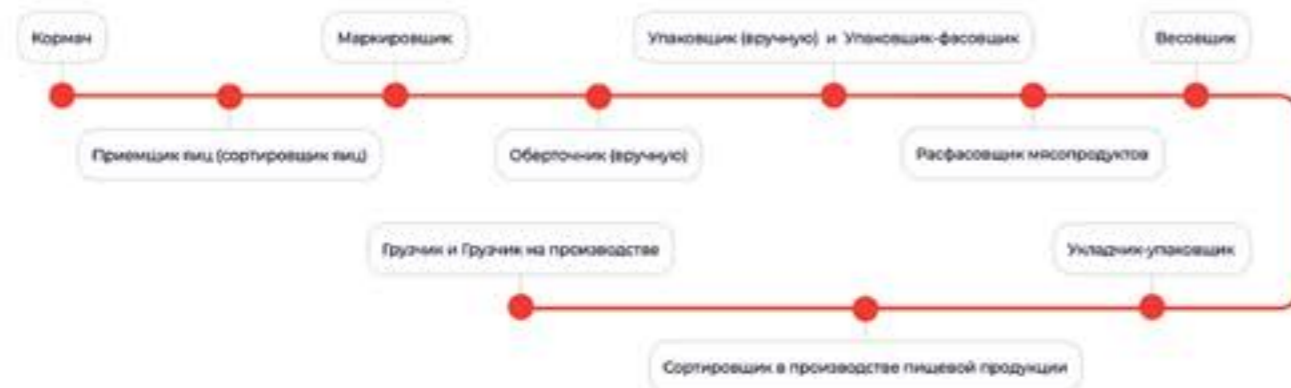 Кормач
Приемщик яиц (сортировщик яиц)
Маркировщик
Оберточник (вручную)
Упаковщик (вручную) и Упаковщик-фасовщик
Расфасовщик мясопродуктов
Весовщик
Укладчик-упаковщик
Сортировщик в производстве пищевой продукции
Грузчик и Грузчик на производстве